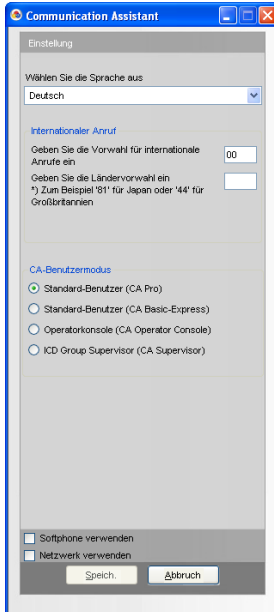 Communication Assistant
Einstellung
Wählen Sie die Sprache aus
Deutsch
Internationaler Anruf
Geben Sie die Vorwahl für internationale
Anrufe ein
00
Geben Sie die Ländervorwahl ein
*) Zum Beispiel '81' für Japan oder '44' für
Großbritannien
CA-Benutzermodus
Standard-Benutzer (CA Pro)
Standard-Benutzer (CA Basic-Express)
Operatorkonsole (CA Operator Console)
ICD Group Supervisor (CA Supervisor)
Softphone verwenden
Netzwerk verwenden
Speich.
Abbruch